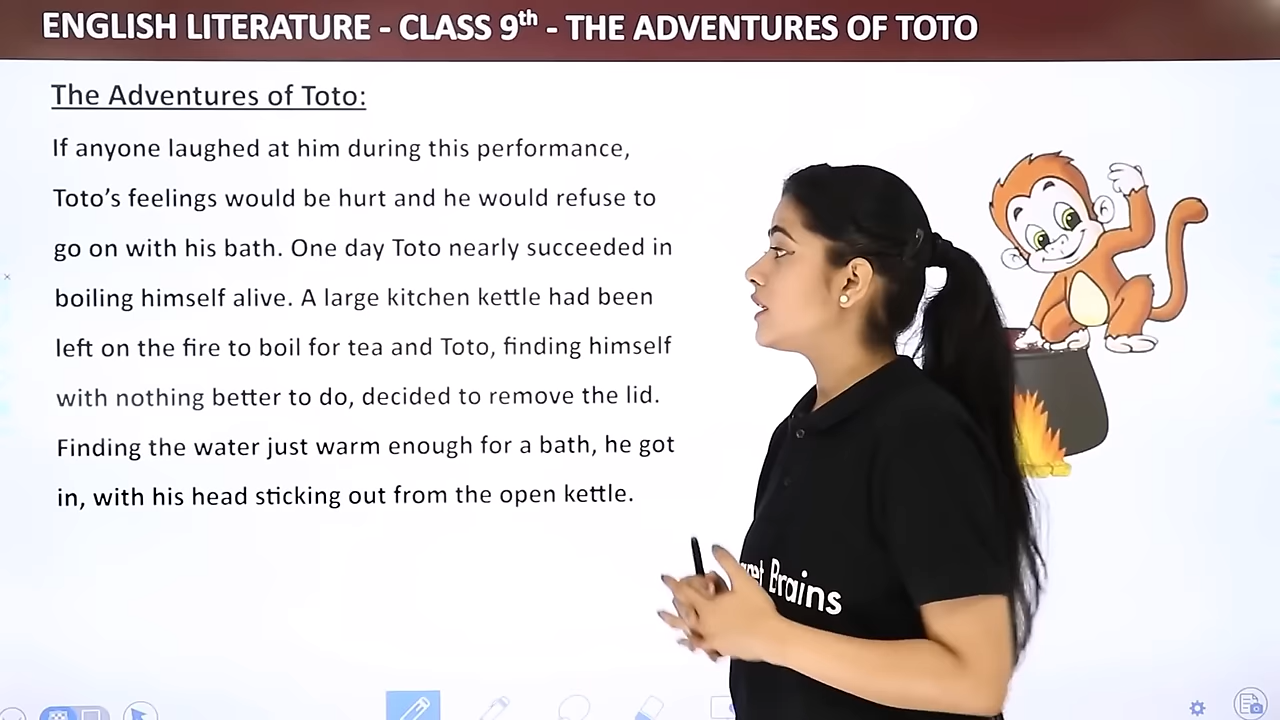 ENGLISH LITERATURE - CLASS 9th - THE ADVENTURES OF TOTO
The Adventures of Toto:
If anyone laughed at him during this performance,
Toto's feelings would be hurt and he would refuse to
go on with his bath. One day Toto nearly succeeded in
boiling himself alive. A large kitchen kettle had been
left on the fire to boil for tea and Toto, finding himself
with nothing better to do, decided to remove the lid.
Finding the water just warm enough for a bath, he got
in, with his head sticking out from the open kettle.
Brains